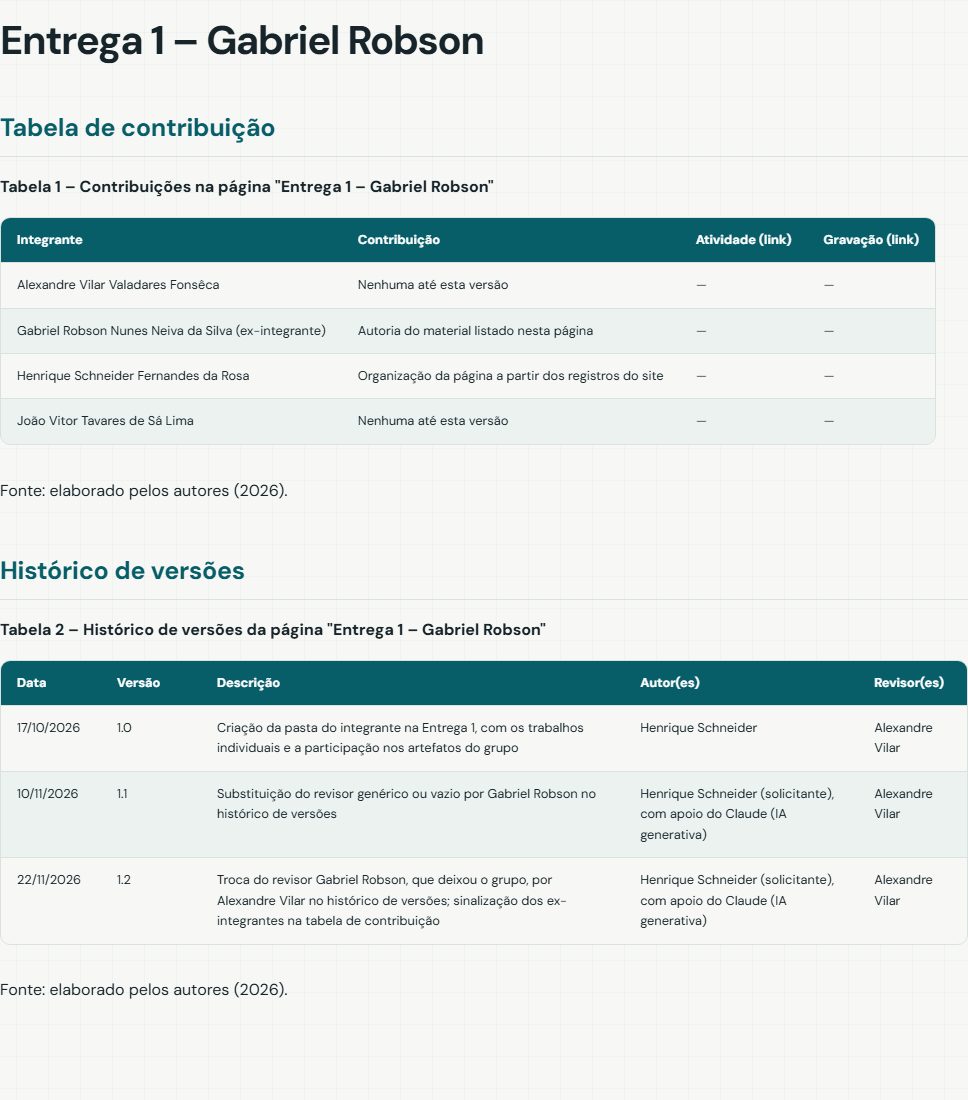 Entrega 1 – Gabriel Robson
Tabela de contribuição
Tabela 1 – Contribuições na página "Entrega 1 – Gabriel Robson"
Integrante Contribuição Atividade (link) Gravação (link)
Alexandre Vilar Valadares Fonsêca Nenhuma até esta versão — —
Gabriel Robson Nunes Neiva da Silva (ex-integrante) Autoria do material listado nesta página — —
Henrique Schneider Fernandes da Rosa Organização da página a partir dos registros do site — —
João Vitor Tavares de Sá Lima Nenhuma até esta versão — —
Fonte: elaborado pelos autores (2026).
Histórico de versões
Tabela 2 – Histórico de versões da página "Entrega 1 – Gabriel Robson"
Data Versão Descrição Autor(es) Revisor(es)
17/10/2026 1.0 Criação da pasta do integrante na Entrega 1, com os trabalhos Henrique Schneider Alexandre
individuais e a participação nos artefatos do grupo Vilar
10/11/2026 1.1 Substituição do revisor genérico ou vazio por Gabriel Robson no Henrique Schneider (solicitante), Alexandre
histórico de versões com apoio do Claude (IA Vilar
generativa)
22/11/2026 1.2 Troca do revisor Gabriel Robson, que deixou o grupo, por Henrique Schneider (solicitante), Alexandre
Alexandre Vilar no histórico de versões; sinalização dos ex- com apoio do Claude (IA Vilar
integrantes na tabela de contribuição generativa)
Fonte: elaborado pelos autores (2026).